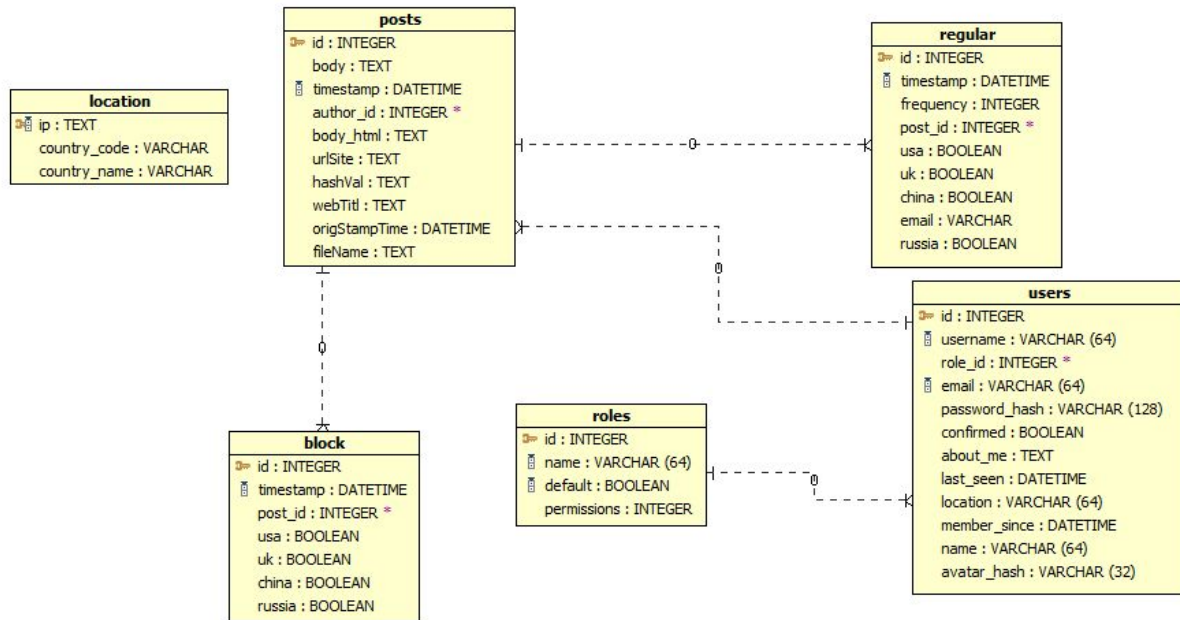 posts
id : INTEGER
body : TEXT
timestamp : DATETIME
author_id : INTEGER *
body_html : TEXT
urlSite : TEXT
hashVal : TEXT
webTitl : TEXT
origStampTime : DATETIME
fileName : TEXT
regular
id : INTEGER
timestamp : DATETIME
frequency : INTEGER
post_id : INTEGER *
usa : BOOLEAN
uk : BOOLEAN
china : BOOLEAN
email : VARCHAR
russia : BOOLEAN
location
ip : TEXT
country_code : VARCHAR
country_name : VARCHAR
users
id : INTEGER
username : VARCHAR (64)
role_id : INTEGER *
email : VARCHAR (64)
password_hash : VARCHAR (128)
confirmed : BOOLEAN
about_me : TEXT
last_seen : DATETIME
location : VARCHAR (64)
member_since : DATETIME
name : VARCHAR (64)
avatar_hash : VARCHAR (32)
roles
id : INTEGER
name : VARCHAR (64)
default : BOOLEAN
permissions : INTEGER
block
id : INTEGER
timestamp : DATETIME
post_id : INTEGER *
usa : BOOLEAN
uk : BOOLEAN
china : BOOLEAN
russia : BOOLEAN